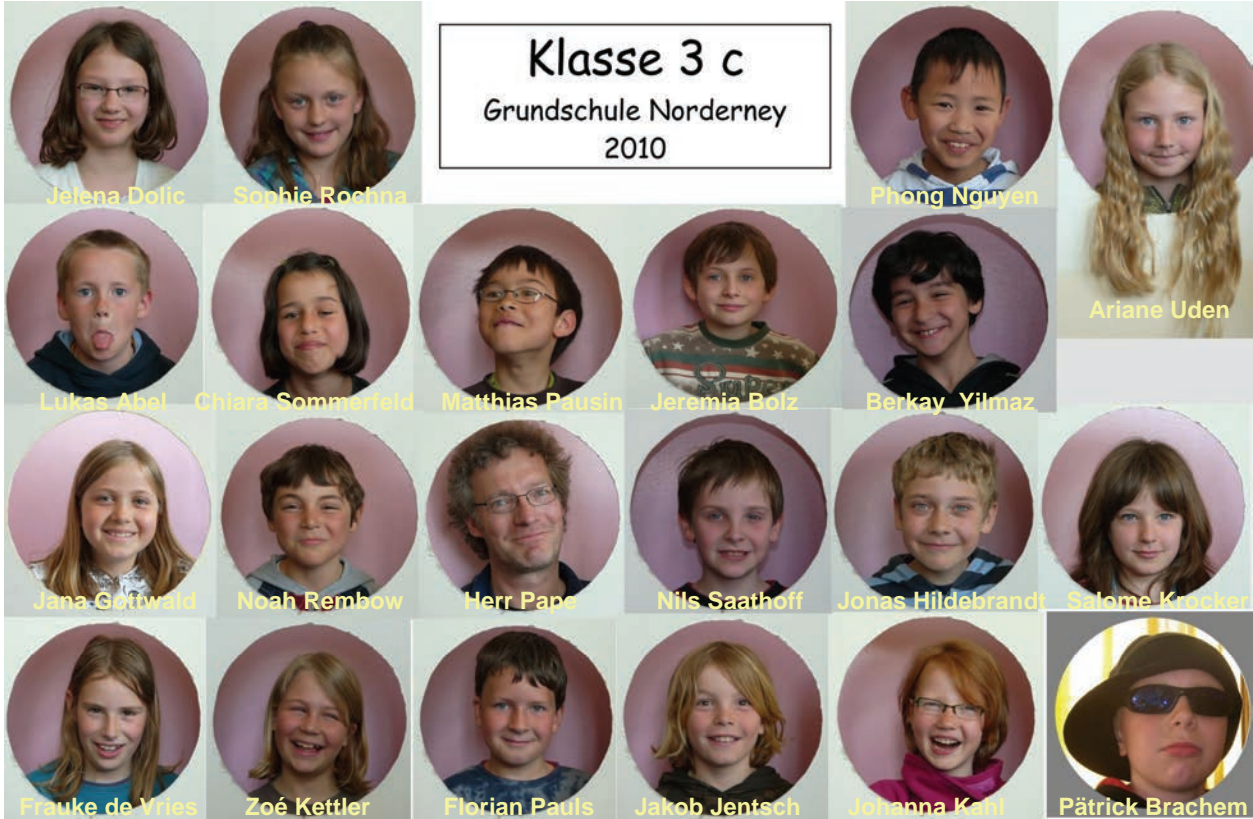 Klasse 3 c
Grundschule Norderney
2010
Jelena Dolic
Sophie Rochna
Phong Nguyen
Ariane Uden
Lukas Abel
Chiara Sommerfeld
Matthias Pausin
Jeremia Bolz
Berkay Yilmaz
Jana Gottwald
Noah Rembow
Herr Pape
Nils Saathoff
Jonas Hildebrandt
Salome Krocker
Frauke de Vries
Zoé Kettler
Florian Pauls
Jakob Jentsch
Johanna Kahl
Pätrick Brachem